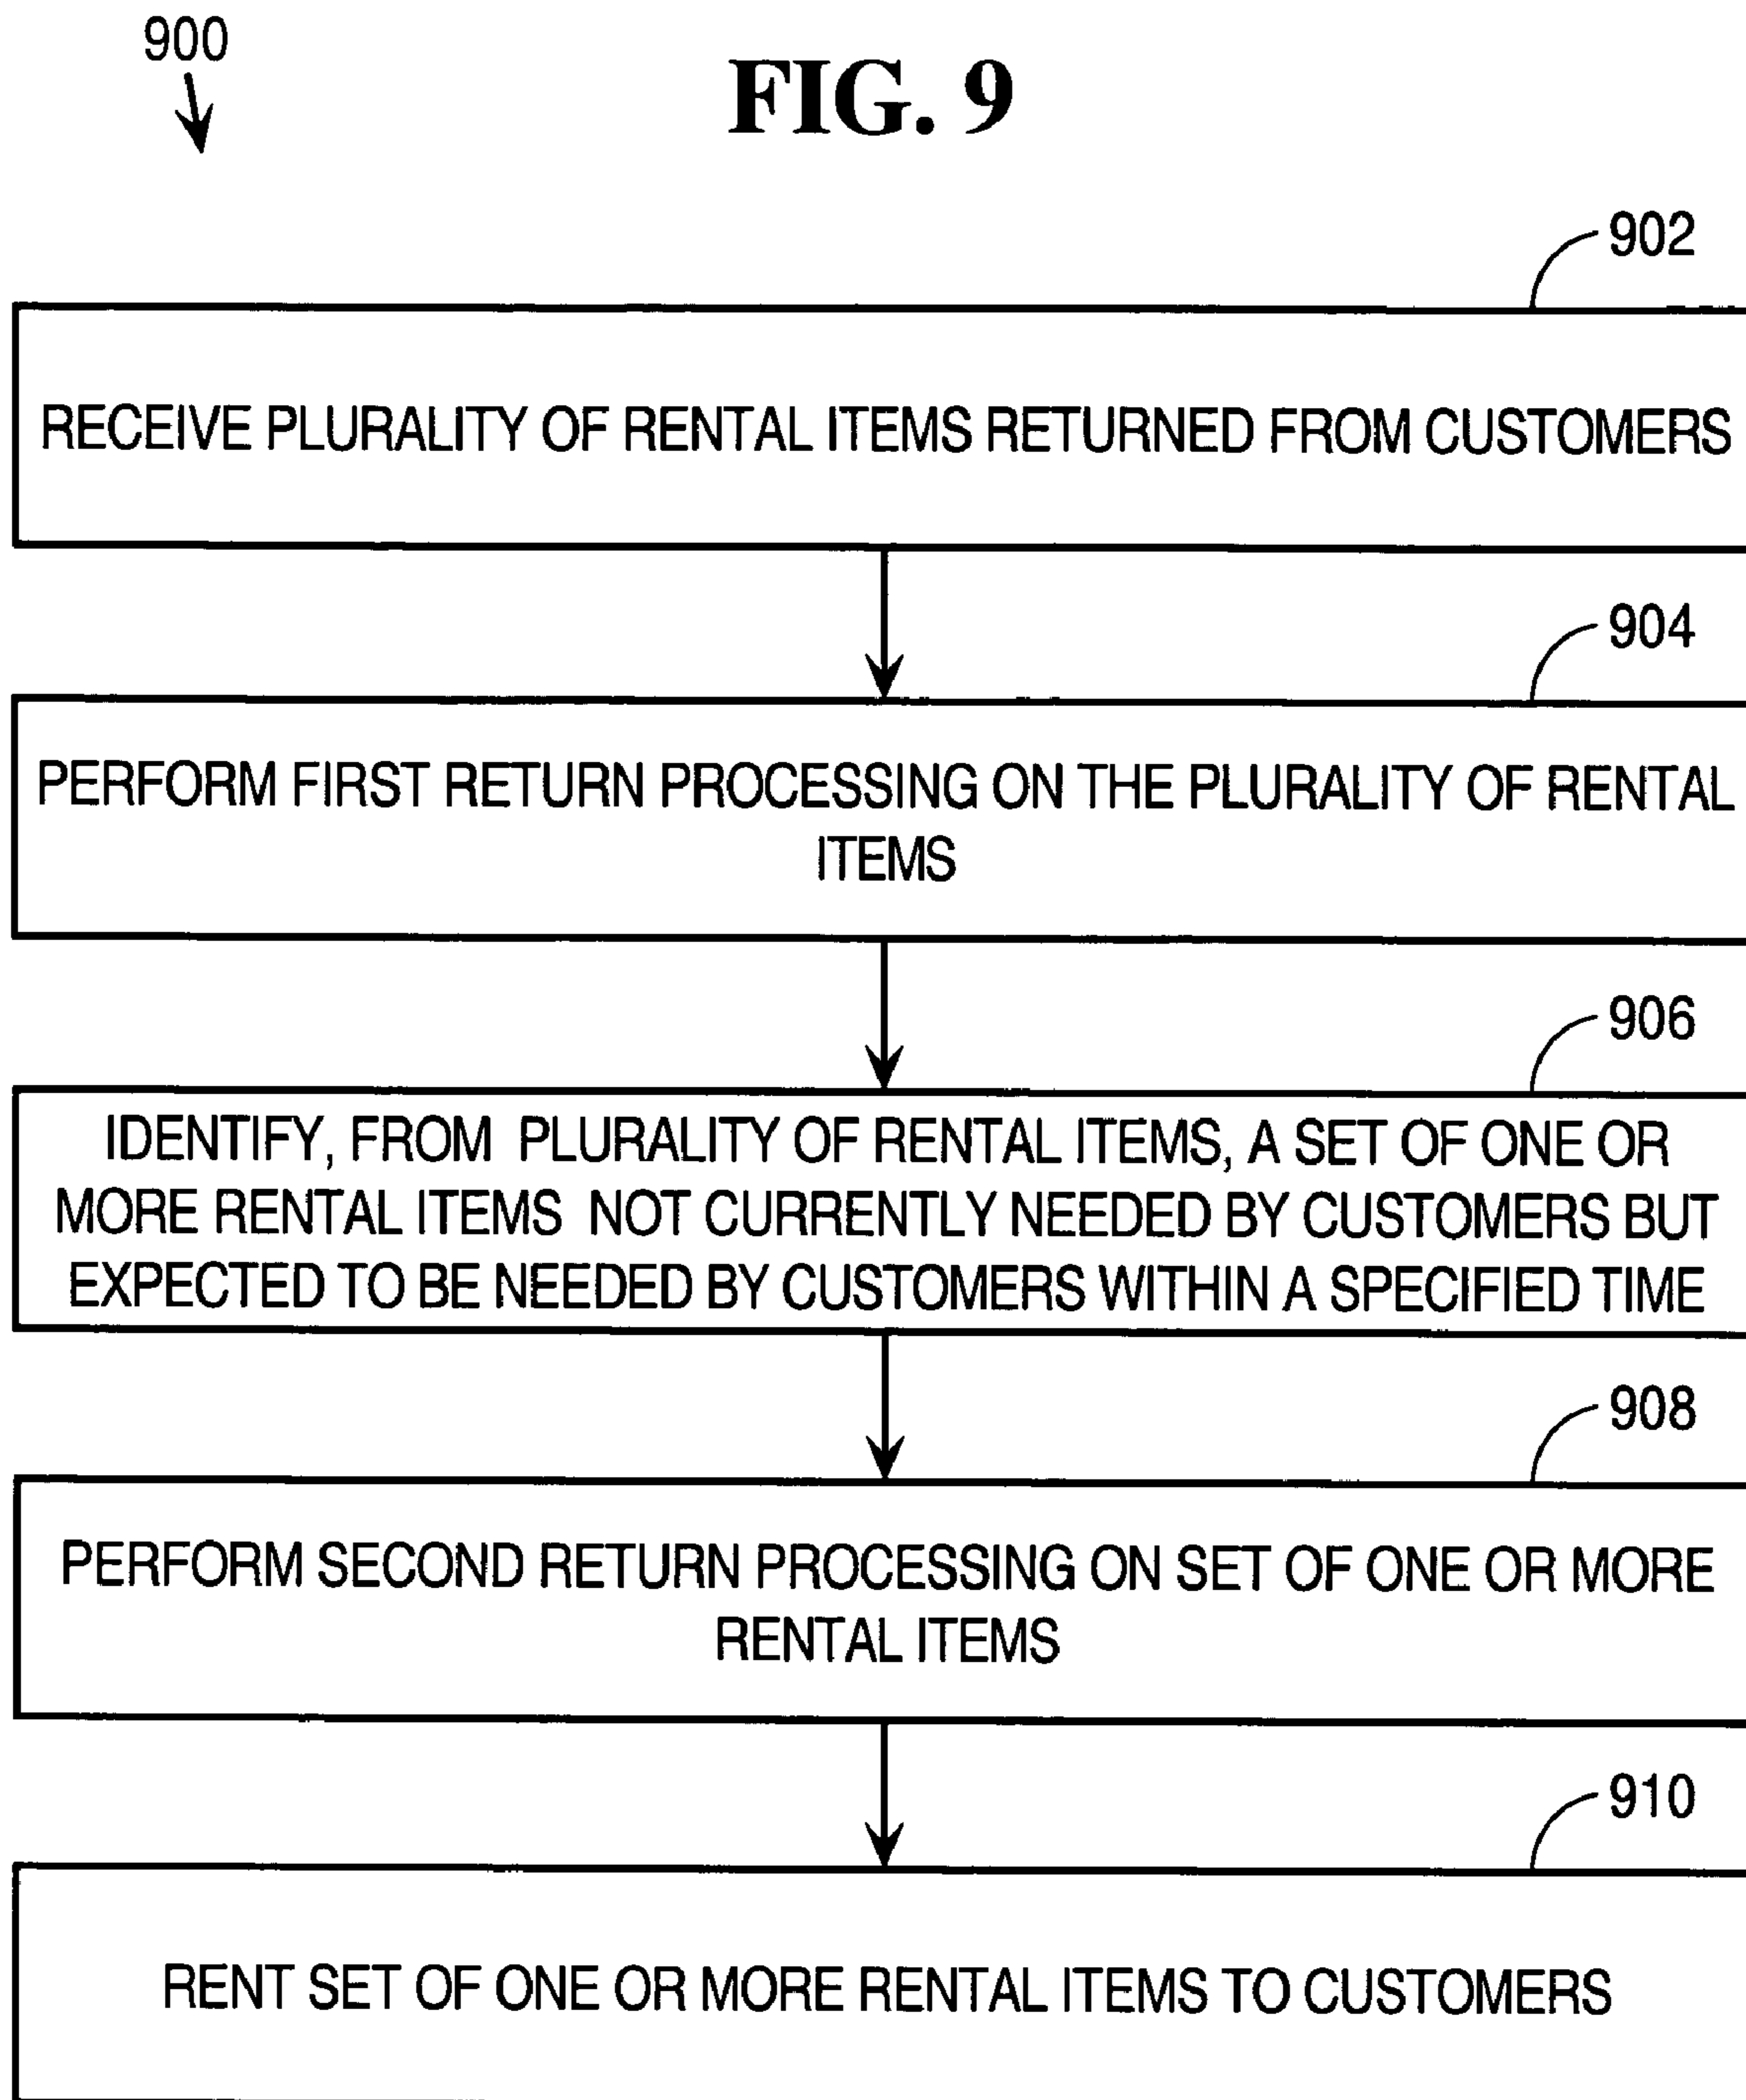 900
FIG. 9
902
RECEIVE PLURALITY OF RENTAL ITEMS RETURNED FROM CUSTOMERS
904
PERFORM FIRST RETURN PROCESSING ON THE PLURALITY OF RENTAL
ITEMS
906
IDENTIFY, FROM PLURALITY OF RENTAL ITEMS, A SET OF ONE OR
MORE RENTAL ITEMS NOT CURRENTLY NEEDED BY CUSTOMERS BUT
EXPECTED TO BE NEEDED BY CUSTOMERS WITHIN A SPECIFIED TIME
908
PERFORM SECOND RETURN PROCESSING ON SET OF ONE OR MORE
RENTAL ITEMS
910
RENT SET OF ONE OR MORE RENTAL ITEMS TO CUSTOMERS